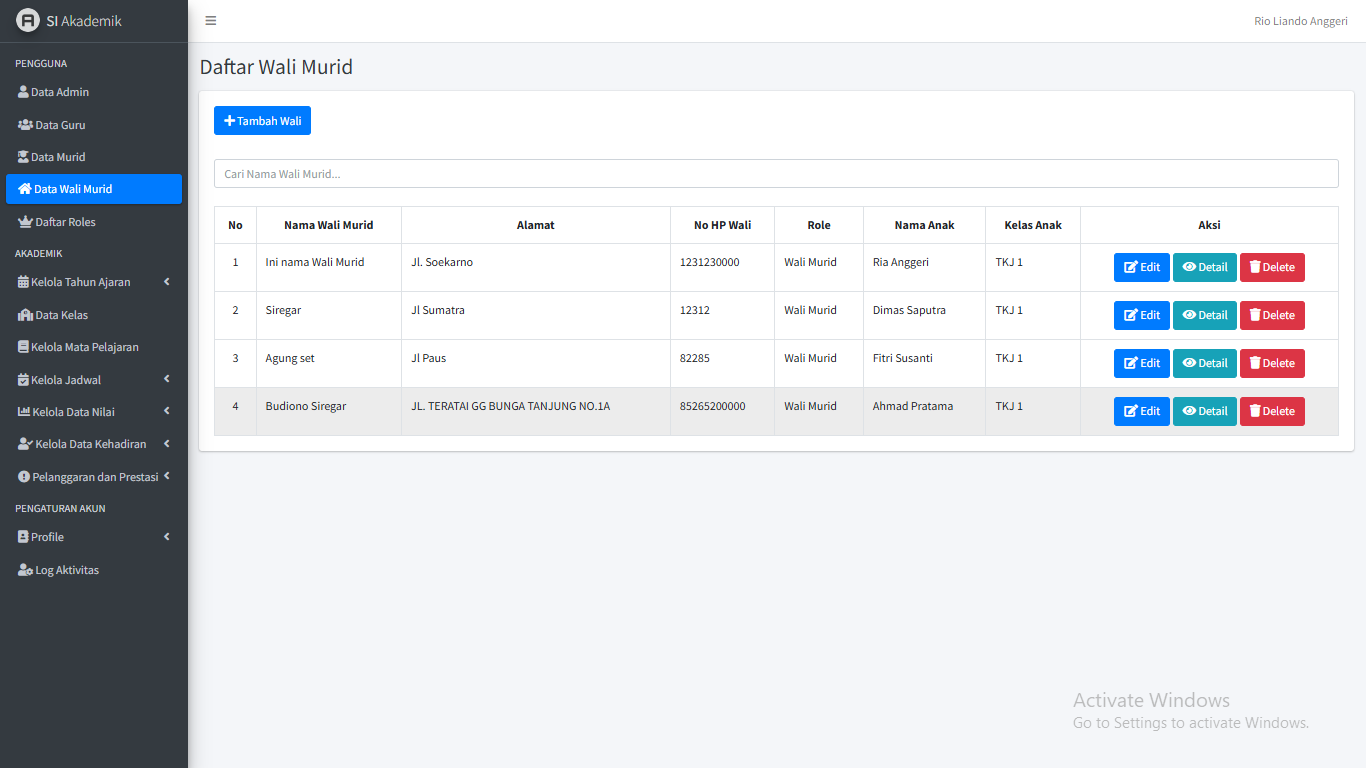 SI Akademik
Rio Liando Anggeri
PENGGUNA
Data Admin
Data Guru
Data Murid
Data Wali Murid
Daftar Roles
AKADEMIK
Kelola Tahun Ajaran
Data Kelas
Kelola Mata Pelajaran
Kelola Jadwal
Kelola Data Nilai
Kelola Data Kehadiran
Pelanggaran dan Prestasi
PENGATURAN AKUN
Profile
Log Aktivitas
Daftar Wali Murid
Tambah Wali
Cari Nama Wali Murid...
No Nama Wali Murid Alamat No HP Wali Role Nama Anak Kelas Anak Aksi
1 Ini nama Wali Murid Jl. Soekarno 1231230000 Wali Murid Ria Anggeri TKJ 1 Edit Detail Delete
2 Siregar Jl Sumatra 12312 Wali Murid Dimas Saputra TKJ 1 Edit Detail Delete
3 Agung set Jl Paus 82285 Wali Murid Fitri Susanti TKJ 1 Edit Detail Delete
4 Budiono Siregar JL. TERATAI GG BUNGA TANJUNG NO.1A 85265200000 Wali Murid Ahmad Pratama TKJ 1 Edit Detail Delete
Activate Windows
Go to Settings to activate Windows.